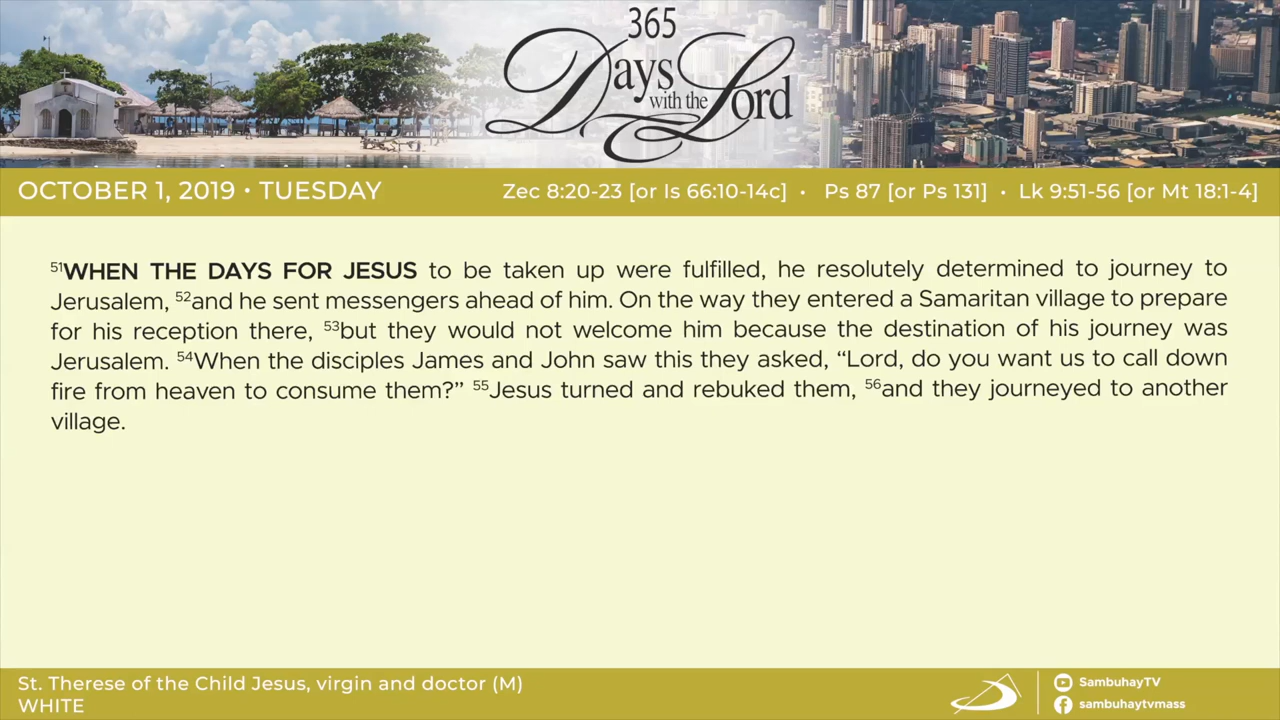 365
Days with the Lord
OCTOBER 1, 2019 • TUESDAY
Zec 8:20-23 [or Is 66:10-14c] • Ps 87 [or Ps 131] • Lk 9:51-56 [or Mt 18:1-4]
⁵¹WHEN THE DAYS FOR JESUS to be taken up were fulfilled, he resolutely determined to journey to
Jerusalem, ⁵²and he sent messengers ahead of him. On the way they entered a Samaritan village to prepare
for his reception there, ⁵³but they would not welcome him because the destination of his journey was
Jerusalem. ⁵⁴When the disciples James and John saw this they asked, “Lord, do you want us to call down
fire from heaven to consume them?” ⁵⁵Jesus turned and rebuked them, ⁵⁶and they journeyed to another
village.
St. Therese of the Child Jesus, virgin and doctor (M)
WHITE
SambuhayTV
sambuhaytvmass